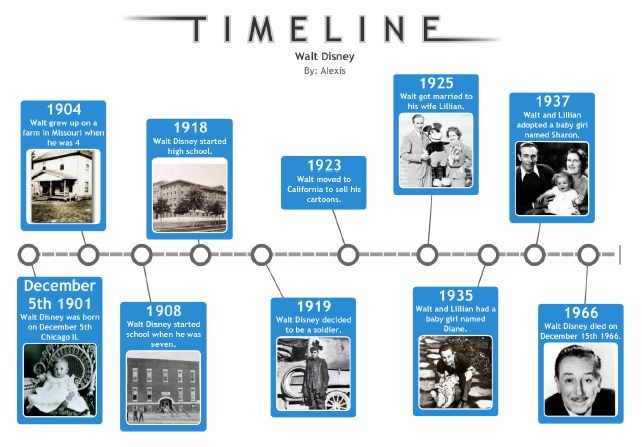 TIMELINE
Walt Disney
By: Alexis
1904
Walt grew up on a
farm in Missouri when
he was 4
1918
Walt Disney started
high school.
1923
Walt moved to
California to sell his
cartoons.
1925
Walt got married to
his wife Lillian.
1937
Walt and Lillian
adopted a baby girl
named Sharon.
December
5th 1901
Walt Disney was born
on December 5th
Chicago IL
1908
Walt Disney started
school when he was
seven.
1919
Walt Disney decided
to be a soldier.
1935
Walt and Lillian had a
baby girl named
Diane.
1966
Walt Disney died on
December 15th 1966.